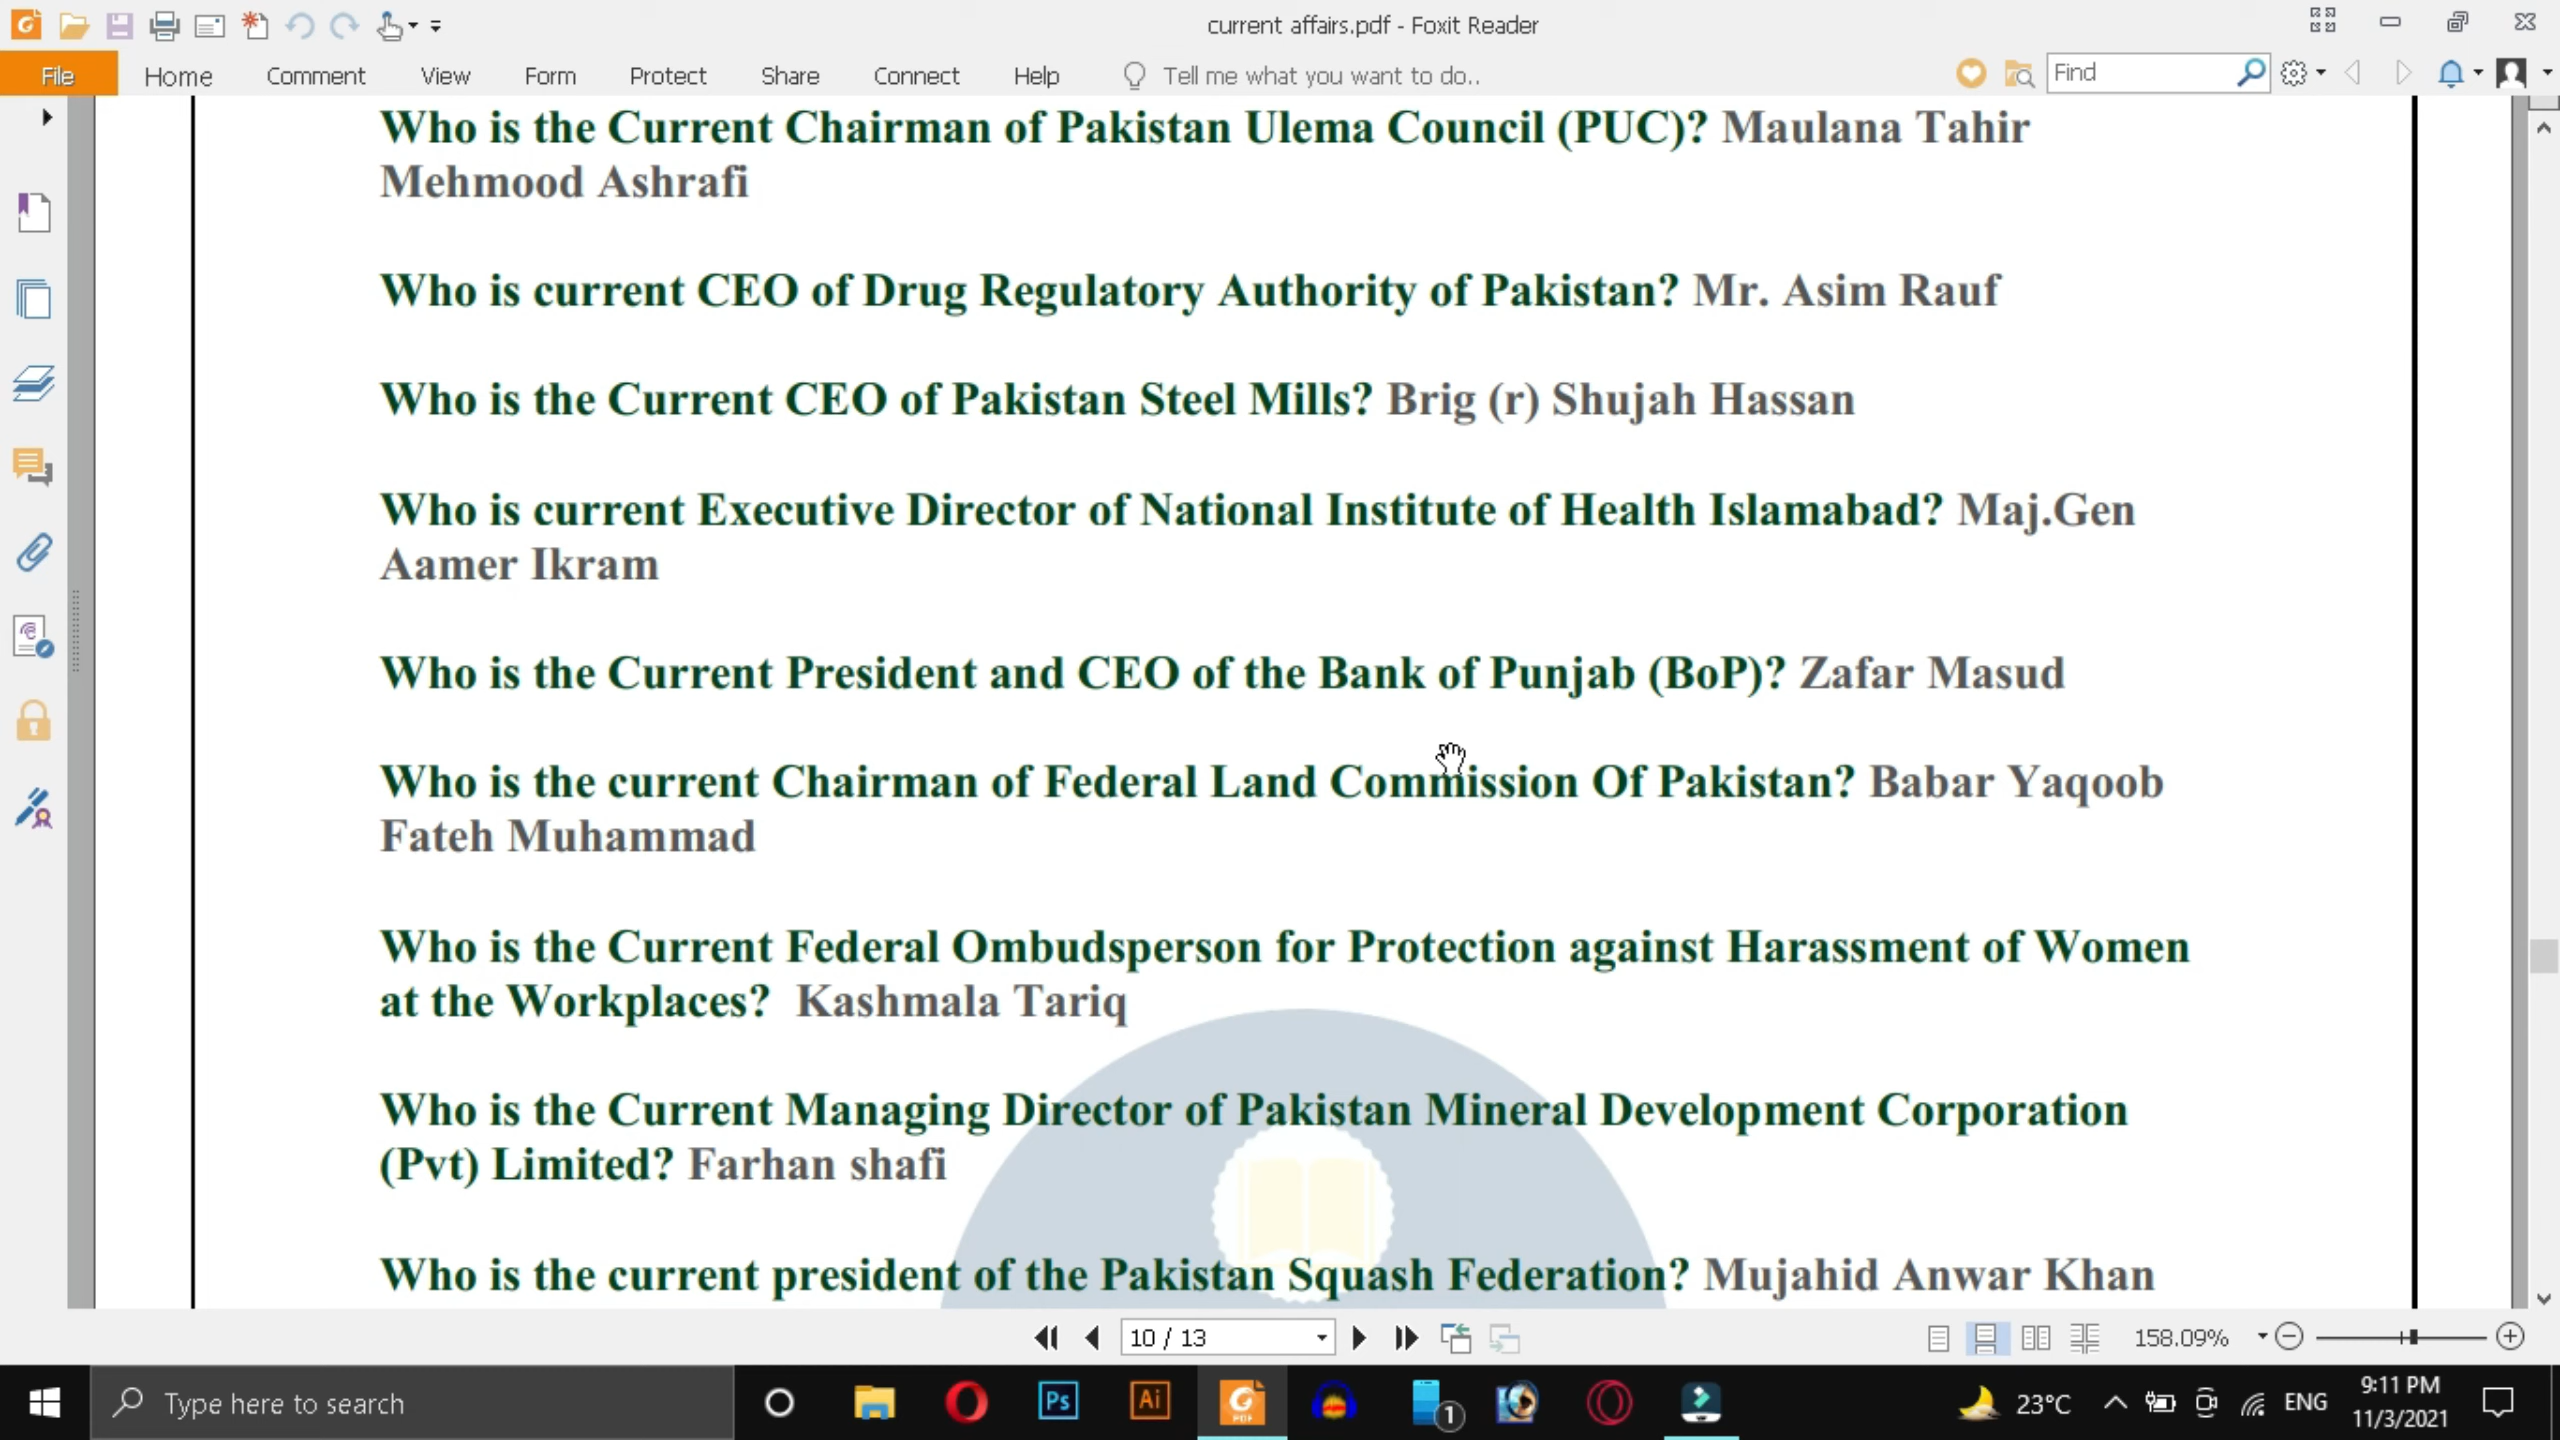 current affairs.pdf - Foxit Reader
File Home Comment View Form Protect Share Connect Help Tell me what you want to do.. Find
Who is the Current Chairman of Pakistan Ulema Council (PUC)? Maulana Tahir
Mehmood Ashrafi
Who is current CEO of Drug Regulatory Authority of Pakistan? Mr. Asim Rauf
Who is the Current CEO of Pakistan Steel Mills? Brig (r) Shujah Hassan
Who is current Executive Director of National Institute of Health Islamabad? Maj.Gen
Aamer Ikram
Who is the Current President and CEO of the Bank of Punjab (BoP)? Zafar Masud
Who is the current Chairman of Federal Land Commission Of Pakistan? Babar Yaqoob
Fateh Muhammad
Who is the Current Federal Ombudsperson for Protection against Harassment of Women
at the Workplaces? Kashmala Tariq
Who is the Current Managing Director of Pakistan Mineral Development Corporation
(Pvt) Limited? Farhan shafi
Who is the current president of the Pakistan Squash Federation? Mujahid Anwar Khan
10 / 13 158.09%
Type here to search Ps Ai PDF 1 23°C ENG 9:11 PM
11/3/2021